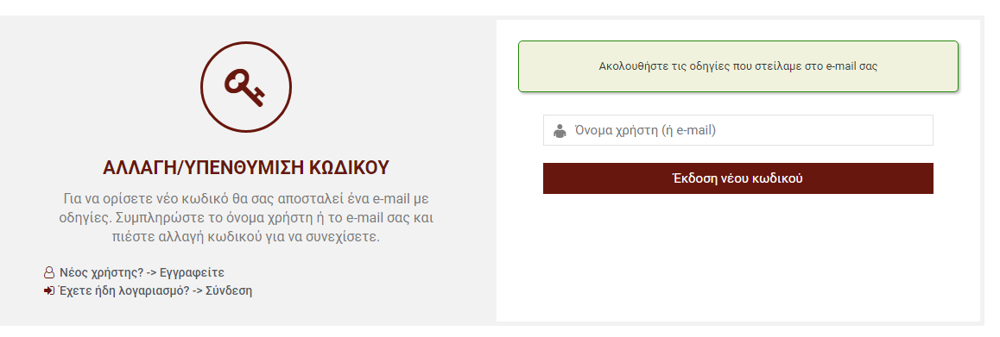 ΑΛΛΑΓΗ/ΥΠΕΝΘΥΜΙΣΗ ΚΩΔΙΚΟΥ
Για να ορίσετε νέο κωδικό θα σας αποσταλεί ένα e-mail με
οδηγίες. Συμπληρώστε το όνομα χρήστη ή το e-mail σας και
πιέστε αλλαγή κωδικού για να συνεχίσετε.
Νέος χρήστης? -> Εγγραφείτε
Έχετε ήδη λογαριασμό? -> Σύνδεση
Ακολουθήστε τις οδηγίες που στείλαμε στο e-mail σας
Όνομα χρήστη (ή e-mail)
Έκδοση νέου κωδικού